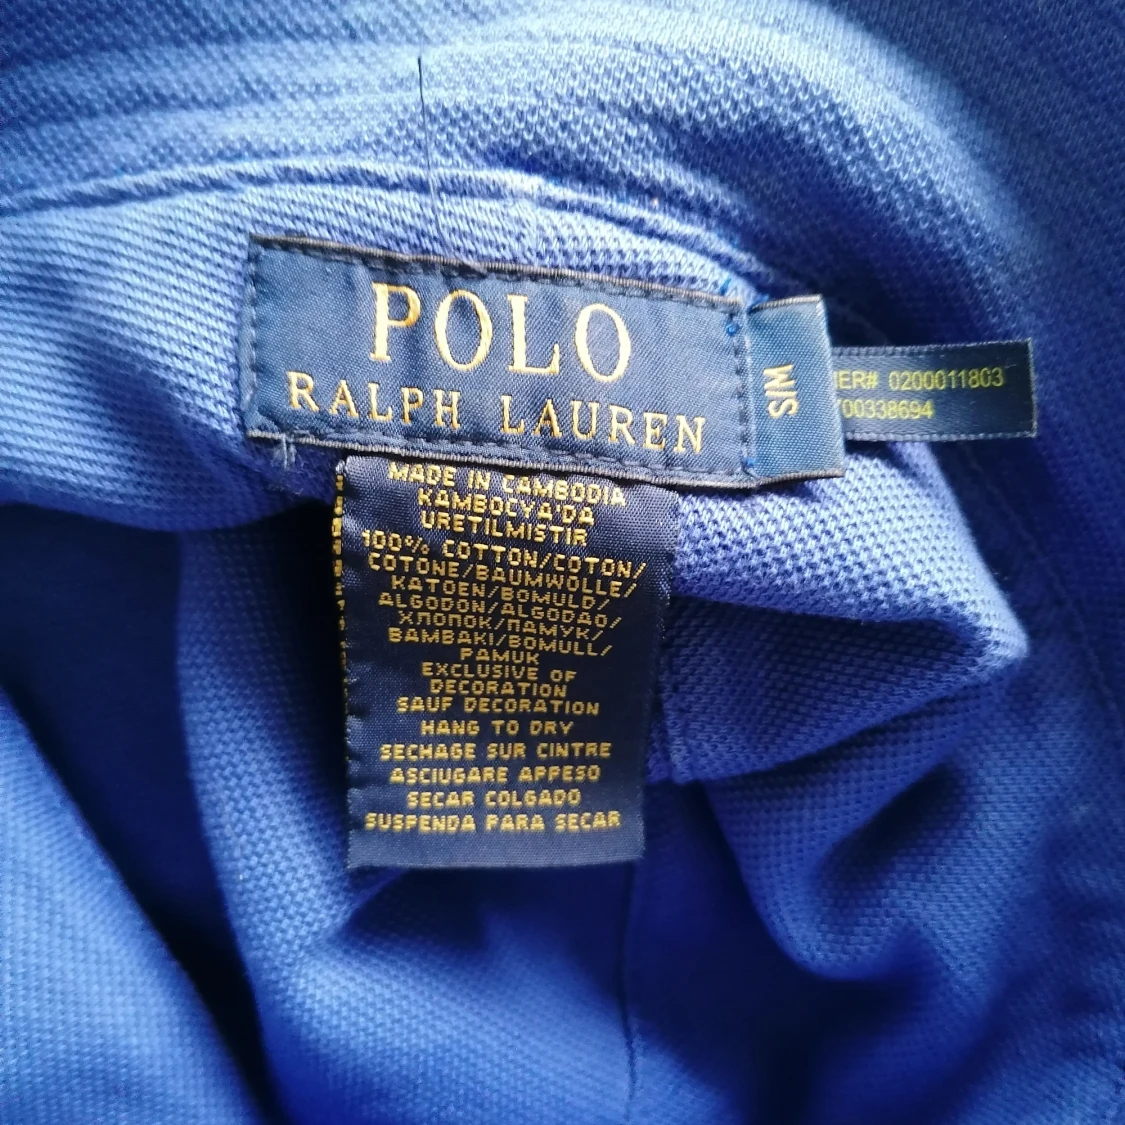 POLO
RALPH LAUREN
S/M
ER# 0200011803
00338694
MADE IN CAMBODIA
KAMBOCYA'DA
URETILMISTIR
100% COTTON/COTON/
COTONE/BAUMWOLLE/
KATOEN/BOMULD/
ALGODON/ALGODAO/
ХЛОПОК/ПАМУК/
BAMBAKI/BOMULL/
PAMUK
EXCLUSIVE OF
DECORATION
SAUF DECORATION
HANG TO DRY
SECHAGE SUR CINTRE
ASCIUGARE APPESO
SECAR COLGADO
SUSPENDA PARA SECAR